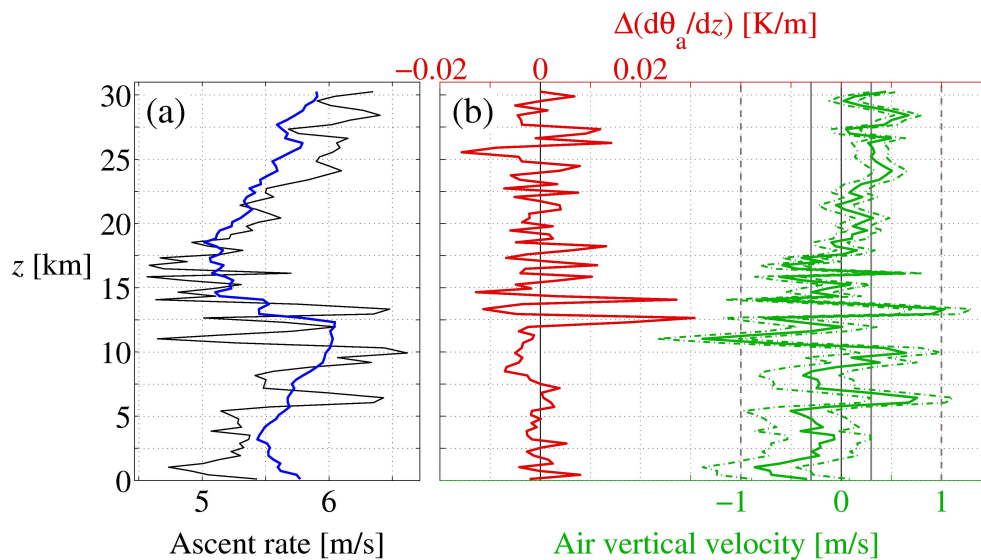 Δ(dθa/dz) [K/m]
−0.02 0 0.02
30 (a) (b)
25
20
z [km]
15
10
5
0
5 6 −1 0 1
Ascent rate [m/s] Air vertical velocity [m/s]